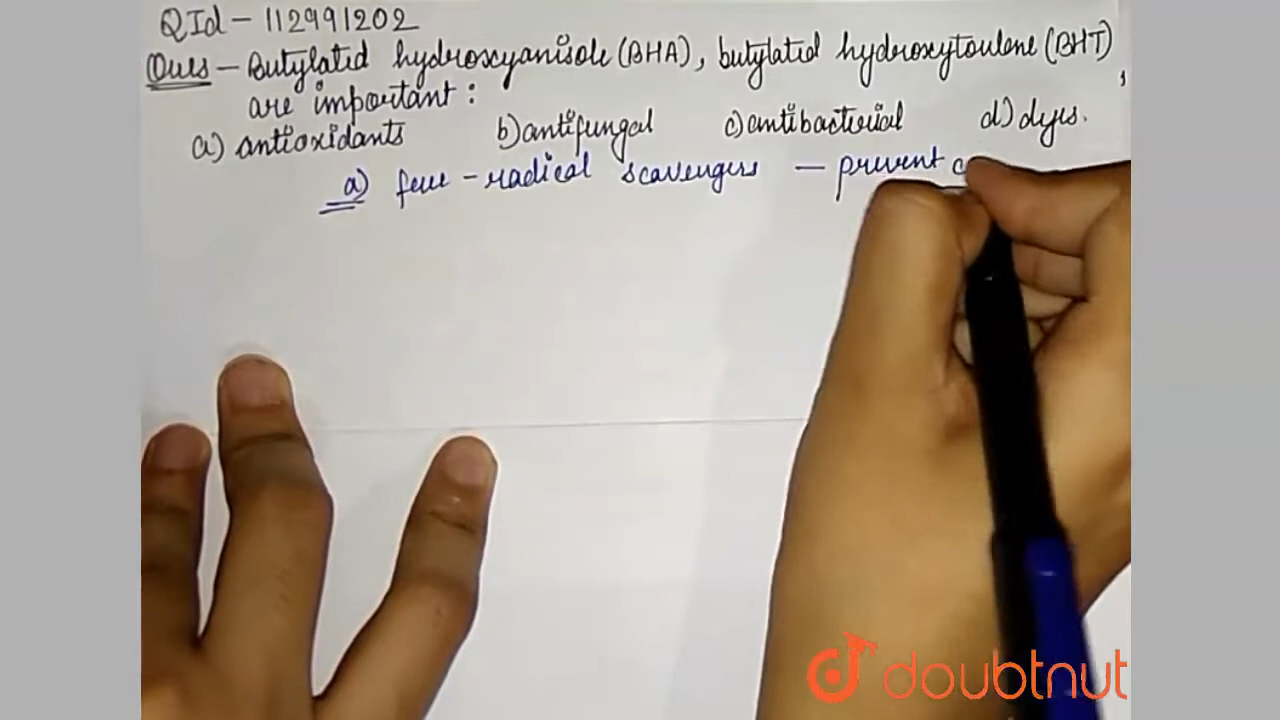 QId - 112991202
Ques - Butylated hydroxyanisole (BHA), butylated hydroxytoulene (BHT),
are important :
a) antioxidants b) antifungal c) antibacterial d) dyes.
a) free-radical scavengers - prevent
doubtnut